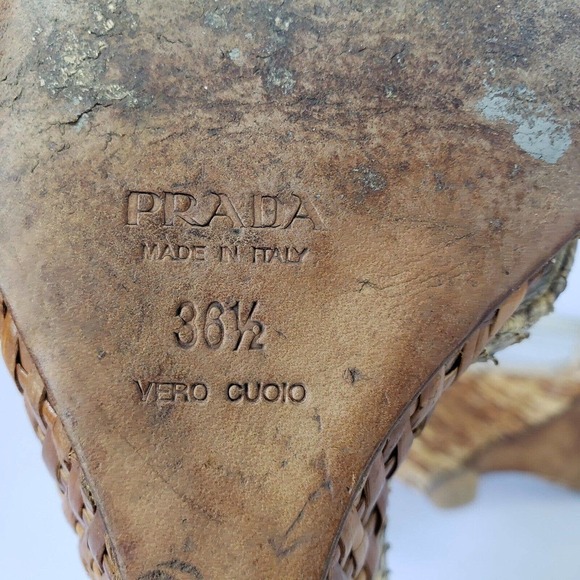 PRADA
MADE IN ITALY
36½
VERO CUOIO